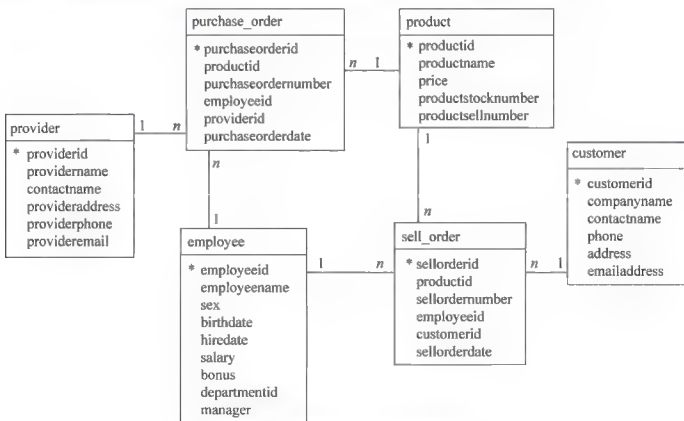 purchase_order
* purchaseorderid
productid
purchaseordernumber
employeeid
providerid
purchaseorderdate
n 1
product
* productid
productname
price
productstocknumber
productsellnumber
provider
* providerid
providername
contactname
provideraddress
providerphone
provideremail
1 n
n
1
1
n
customer
* customerid
companyname
contactname
phone
address
emailaddress
employee
* employeeid
employeename
sex
birthdate
hiredate
salary
bonus
departmentid
manager
1 n
sell_order
* sellorderid
productid
sellordernumber
employeeid
customerid
sellorderdate
n 1